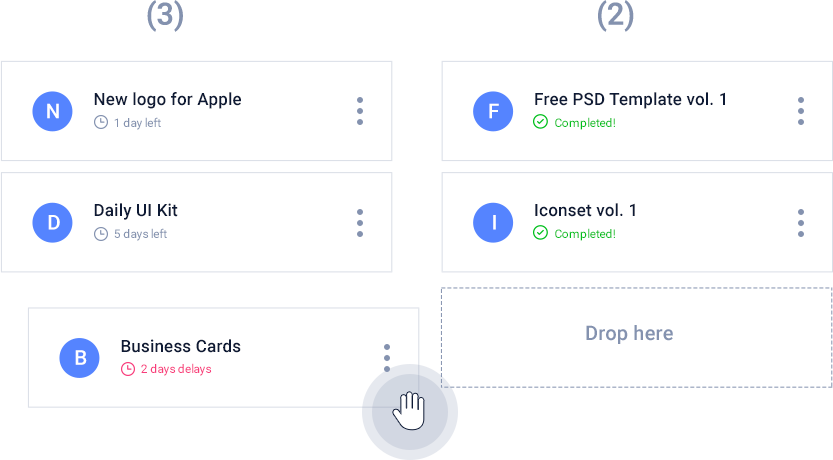 (3)
N
New logo for Apple
1 day left
D
Daily UI Kit
5 days left
B
Business Cards
2 days delays
(2)
F
Free PSD Template vol. 1
Completed!
I
Iconset vol. 1
Completed!
Drop here